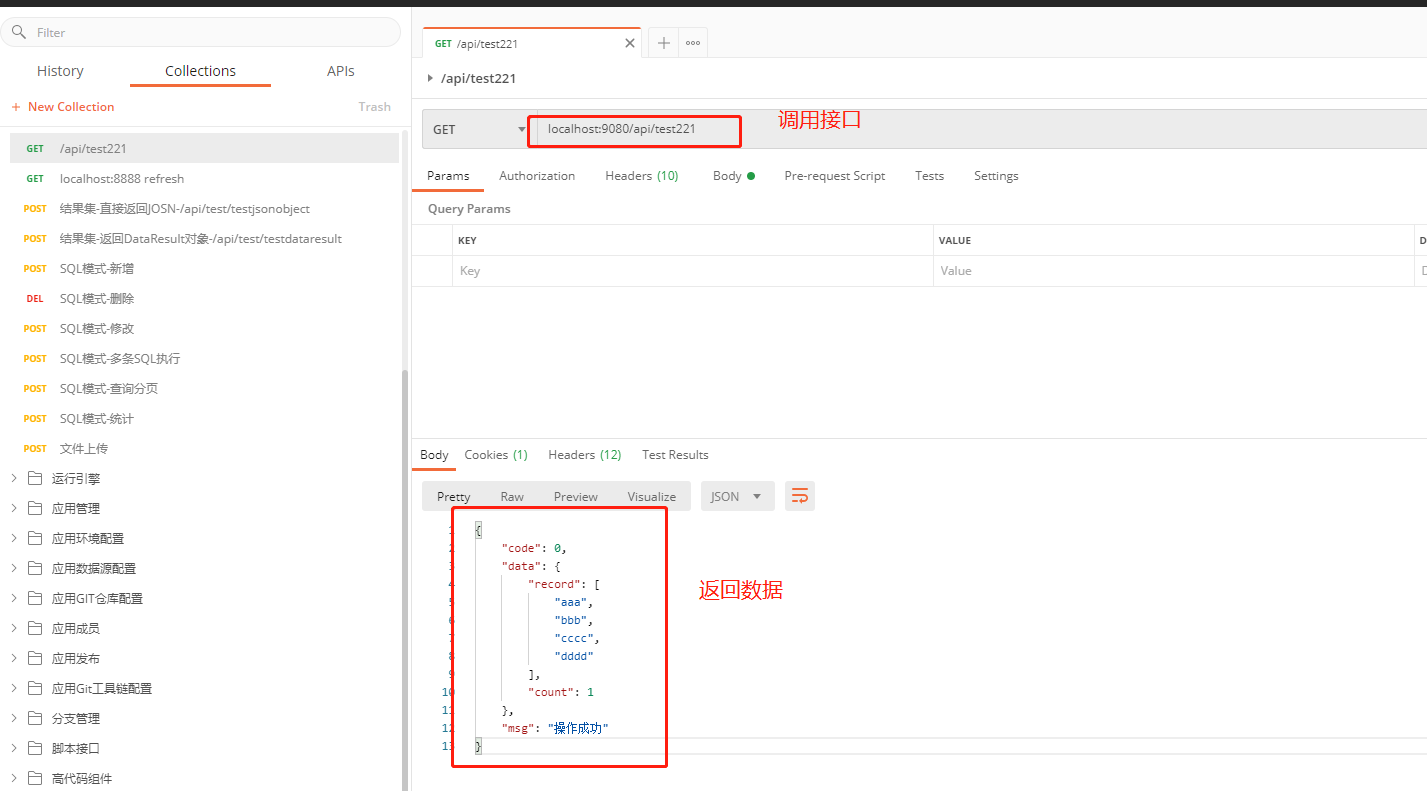 Filter
History
Collections
APIs
+ New Collection
Trash
GET /api/test221
GET localhost:8888 refresh
POST 结果集-直接返回JOSN-/api/test/testjsonobject
POST 结果集-返回DataResult对象-/api/test/testdataresult
POST SQL模式-新增
DEL SQL模式-删除
POST SQL模式-修改
POST SQL模式-多条SQL执行
POST SQL模式-查询分页
POST SQL模式-统计
POST 文件上传
运行引擎
应用管理
应用环境配置
应用数据源配置
应用GIT仓库配置
应用成员
应用发布
应用Git工具链配置
分支管理
脚本接口
高代码组件
GET /api/test221
/api/test221
GET localhost:9080/api/test221
调用接口
Params Authorization Headers (10) Body Pre-request Script Tests Settings
Query Params
KEY VALUE D
Key Value D
Body Cookies (1) Headers (12) Test Results
Pretty Raw Preview Visualize JSON
1 {
2 "code": 0,
3 "data": {
4 "record": [
5 "aaa",
6 "bbb",
7 "cccc",
8 "dddd"
9 ],
10 "count": 1
11 },
12 "msg": "操作成功"
13 }
返回数据